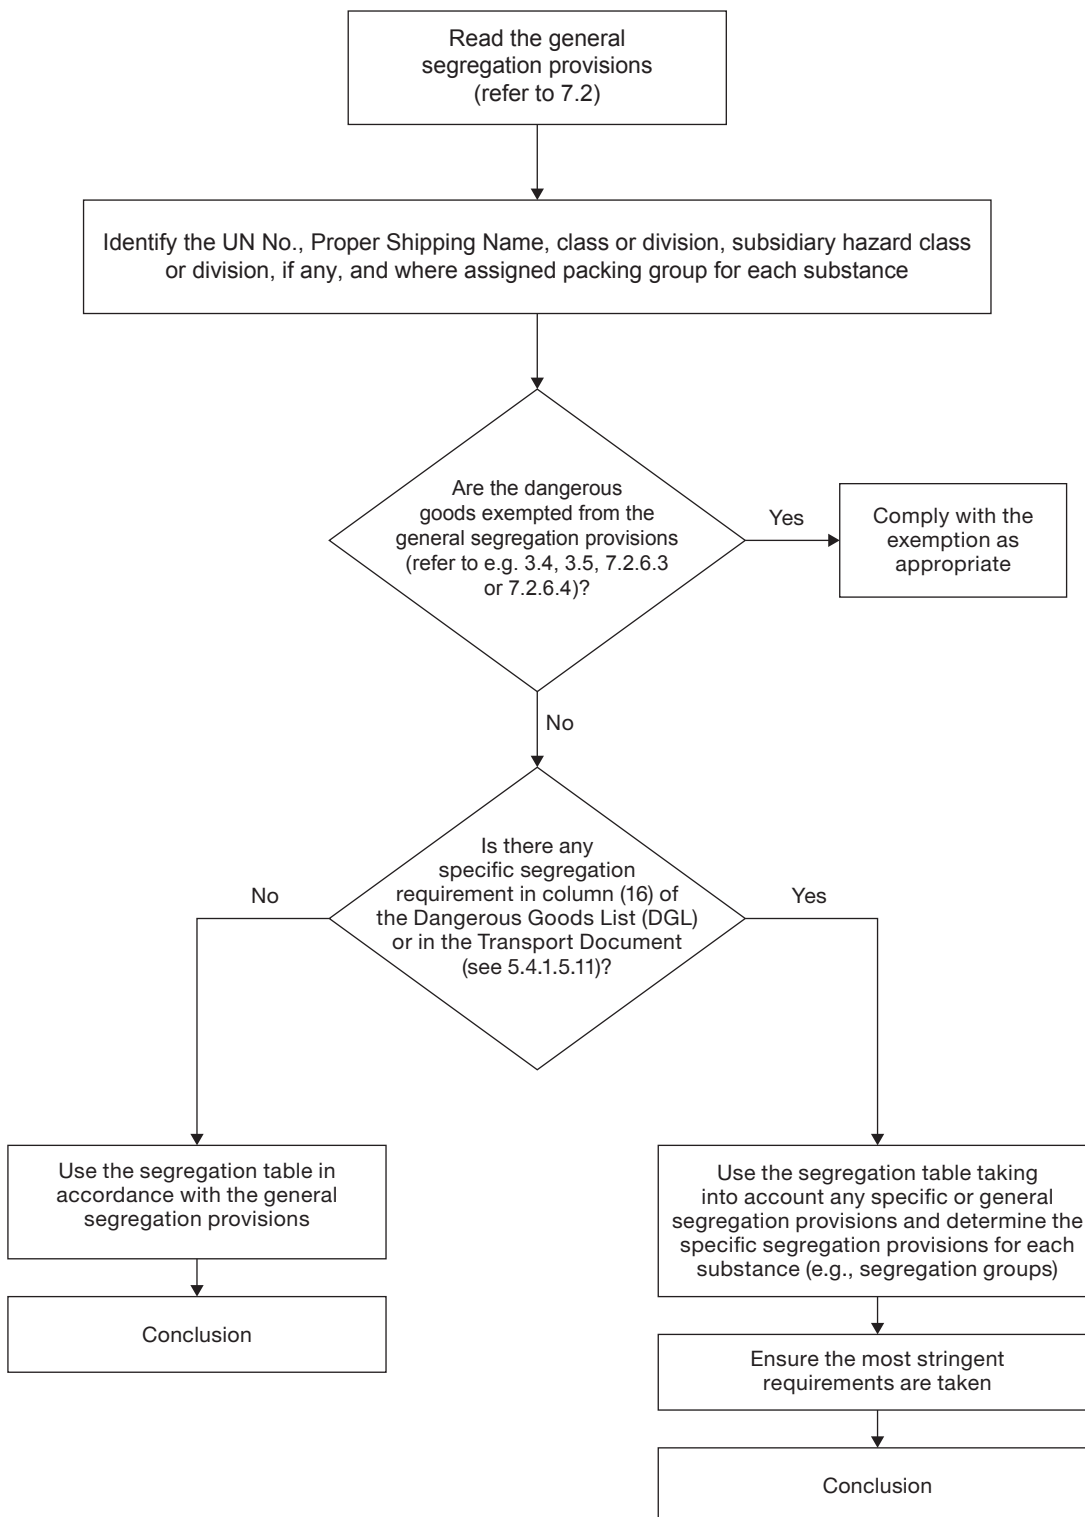 Read the general
segregation provisions
(refer to 7.2)
Identify the UN No., Proper Shipping Name, class or division, subsidiary hazard class
or division, if any, and where assigned packing group for each substance
Are the dangerous
goods exempted from the
general segregation provisions
(refer to e.g. 3.4, 3.5, 7.2.6.3
or 7.2.6.4)?
Yes
Comply with the
exemption as
appropriate
No
Is there any
specific segregation
requirement in column (16) of
the Dangerous Goods List (DGL)
or in the Transport Document
(see 5.4.1.5.11)?
No
Yes
Use the segregation table in
accordance with the general
segregation provisions
Conclusion
Use the segregation table taking
into account any specific or general
segregation provisions and determine the
specific segregation provisions for each
substance (e.g., segregation groups)
Ensure the most stringent
requirements are taken
Conclusion